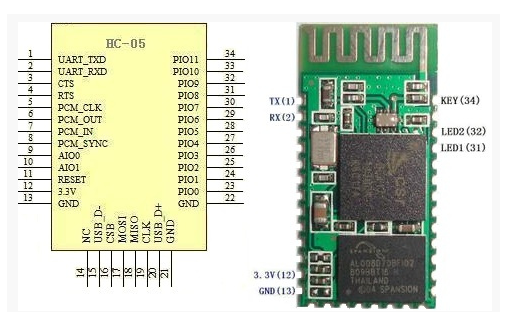 HC-05
1 UART_TXD PIO11 34
2 UART_RXD PIO10 33
3 CTS PIO9 32
4 RTS PIO8 31
5 PCM_CLK PIO7 30
6 PCM_OUT PIO6 29
7 PCM_IN PIO5 28
8 PCM_SYNC PIO4 27
9 AIO0 PIO3 26
10 AIO1 PIO2 25
11 RESET PIO1 24
12 3.3V PIO0 23
13 GND GND 22
NC
USB_D-
CSB
MOSI
MISO
CLK
USB_D+
GND
14
15
16
17
18
19
20
21
TX(1)
RX(2)
KEY(34)
LED2(32)
LED1(31)
3.3V(12)
GND(13)
SPANSION
THAILAND
04 SPANSION